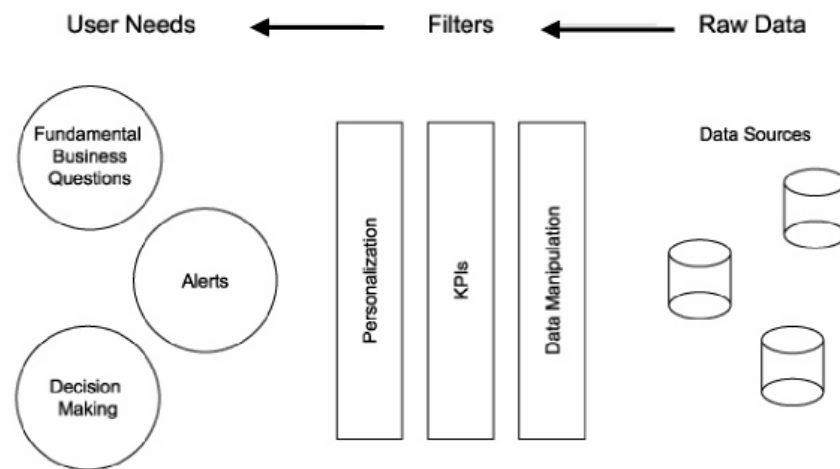 User Needs
Filters
Raw Data
Fundamental
Business
Questions
Alerts
Decision
Making
Personalization
KPIs
Data Manipulation
Data Sources